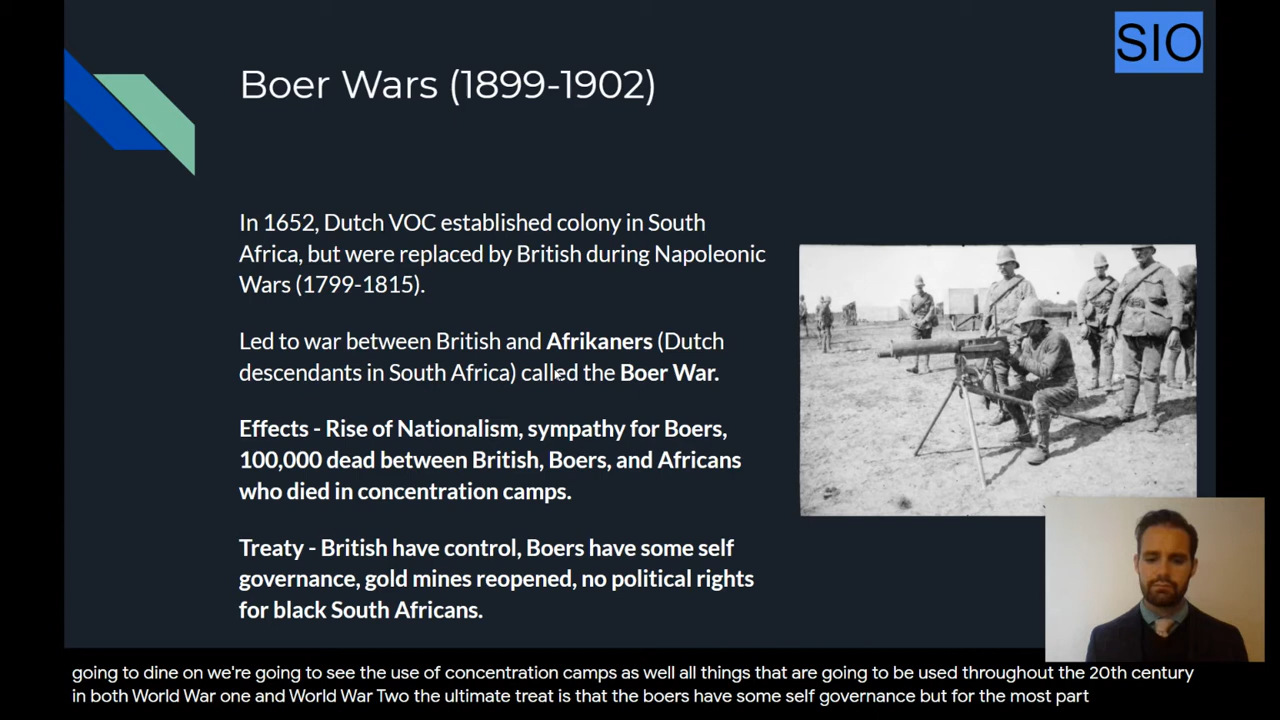 SIO
Boer Wars (1899-1902)
In 1652, Dutch VOC established colony in South
Africa, but were replaced by British during Napoleonic
Wars (1799-1815).
Led to war between British and Afrikaners (Dutch
descendants in South Africa) called the Boer War.
Effects - Rise of Nationalism, sympathy for Boers,
100,000 dead between British, Boers, and Africans
who died in concentration camps.
Treaty - British have control, Boers have some self
governance, gold mines reopened, no political rights
for black South Africans.
going to dine on we're going to see the use of concentration camps as well all things that are going to be used throughout the 20th century
in both World War one and World War Two the ultimate treat is that the boers have some self governance but for the most part